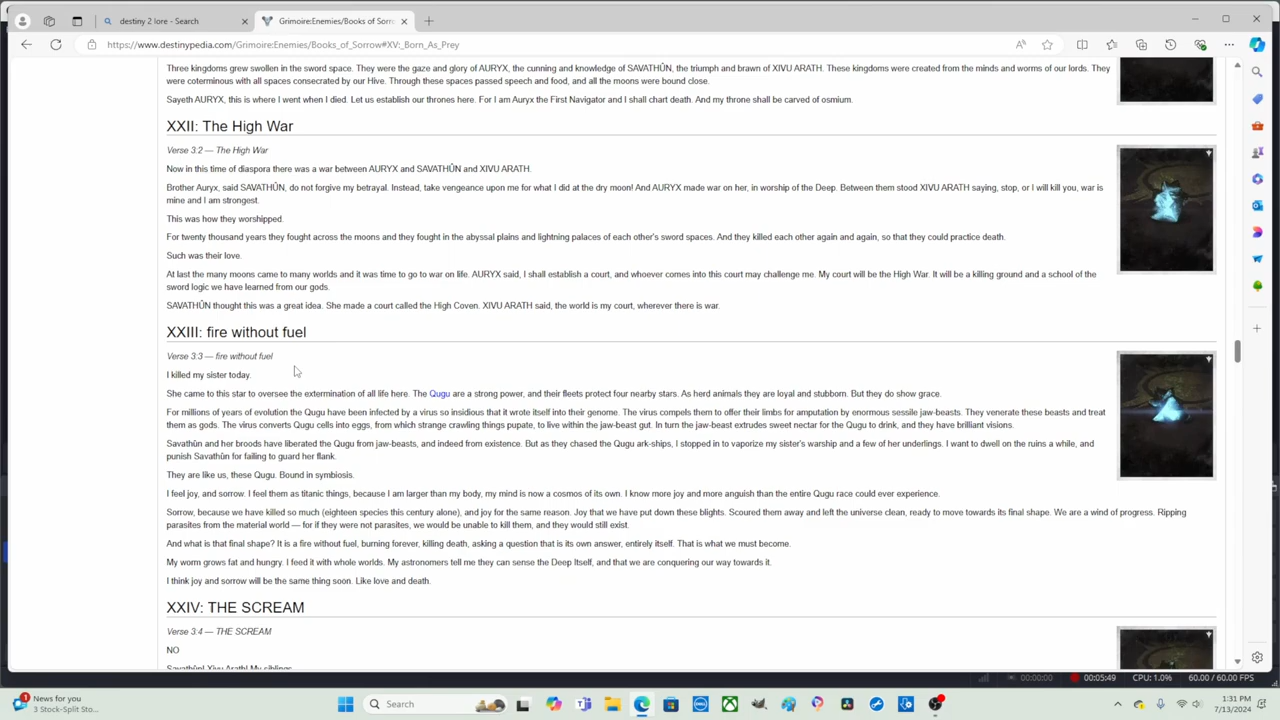 destiny 2 lore - Search
Grimoire:Enemies/Books of Sorro
https://www.destinypedia.com/Grimoire:Enemies/Books_of_Sorrow#XV:_Born_As_Prey
Three kingdoms grew swollen in the sword space. They were the gaze and glory of AURYX, the cunning and knowledge of SAVATHÛN, the triumph and brawn of XIVU ARATH. These kingdoms were created from the minds and worms of our lords. They
were coterminous with all spaces consecrated by our Hive. Through these spaces passed speech and food, and all the moons were bound close.
Sayeth AURYX, this is where I went when I died. Let us establish our thrones here. For I am Auryx the First Navigator and I shall chart death. And my throne shall be carved of osmium.
XXII: The High War
Verse 3:2 — The High War
Now in this time of diaspora there was a war between AURYX and SAVATHÛN and XIVU ARATH.
Brother Auryx, said SAVATHÛN, do not forgive my betrayal. Instead, take vengeance upon me for what I did at the dry moon! And AURYX made war on her, in worship of the Deep. Between them stood XIVU ARATH saying, stop, or I will kill you, war is
mine and I am strongest.
This was how they worshipped.
For twenty thousand years they fought across the moons and they fought in the abyssal plains and lightning palaces of each other's sword spaces. And they killed each other again and again, so that they could practice death.
Such was their love.
At last the many moons came to many worlds and it was time to go to war on life. AURYX said, I shall establish a court, and whoever comes into this court may challenge me. My court will be the High War. It will be a killing ground and a school of the
sword logic we have learned from our gods.
SAVATHÛN thought this was a great idea. She made a court called the High Coven. XIVU ARATH said, the world is my court, wherever there is war.
XXIII: fire without fuel
Verse 3:3 — fire without fuel
I killed my sister today.
She came to this star to oversee the extermination of all life here. The Qugu are a strong power, and their fleets protect four nearby stars. As herd animals they are loyal and stubborn. But they do show grace.
For millions of years of evolution the Qugu have been infected by a virus so insidious that it wrote itself into their genome. The virus compels them to offer their limbs for amputation by enormous sessile jaw-beasts. They venerate these beasts and treat
them as gods. The virus converts Qugu cells into eggs, from which strange crawling things pupate, to live within the jaw-beast gut. In turn the jaw-beast extrudes sweet nectar for the Qugu to drink, and they have brilliant visions.
Savathûn and her broods have liberated the Qugu from jaw-beasts, and indeed from existence. But as they chased the Qugu ark-ships, I stopped in to vaporize my sister's warship and a few of her underlings. I want to dwell on the ruins a while, and
punish Savathûn for failing to guard her flank.
They are like us, these Qugu. Bound in symbiosis.
I feel joy, and sorrow. I feel them as titanic things, because I am larger than my body, my mind is now a cosmos of its own. I know more joy and more anguish than the entire Qugu race could ever experience.
Sorrow, because we have killed so much (eighteen species this century alone), and joy for the same reason. Joy that we have put down these blights. Scoured them away and left the universe clean, ready to move towards its final shape. We are a wind of progress. Ripping
parasites from the material world — for if they were not parasites, we would be unable to kill them, and they would still exist.
And what is that final shape? It is a fire without fuel, burning forever, killing death, asking a question that is its own answer, entirely itself. That is what we must become.
My worm grows fat and hungry. I feed it with whole worlds. My astronomers tell me they can sense the Deep Itself, and that we are conquering our way towards it.
I think joy and sorrow will be the same thing soon. Like love and death.
XXIV: THE SCREAM
Verse 3:4 — THE SCREAM
NO
Savathûn! Xivu Arath! My siblings
00:00:00
00:05:49
CPU: 1.0%
60.00 / 60.00 FPS
1
News for you
3 Stock-Split Sto...
Search
1:31 PM
7/13/2024